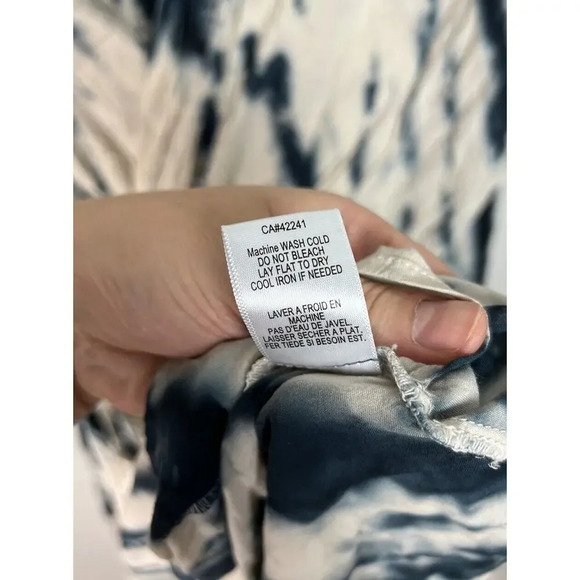 CA#42241
Machine WASH COLD
DO NOT BLEACH
LAY FLAT TO DRY
COOL IRON IF NEEDED
LAVER A FROID EN
MACHINE
PAS D'EAU DE JAVEL.
LAISSER SECHER A PLAT.
FER TIEDE SI BESOIN EST.